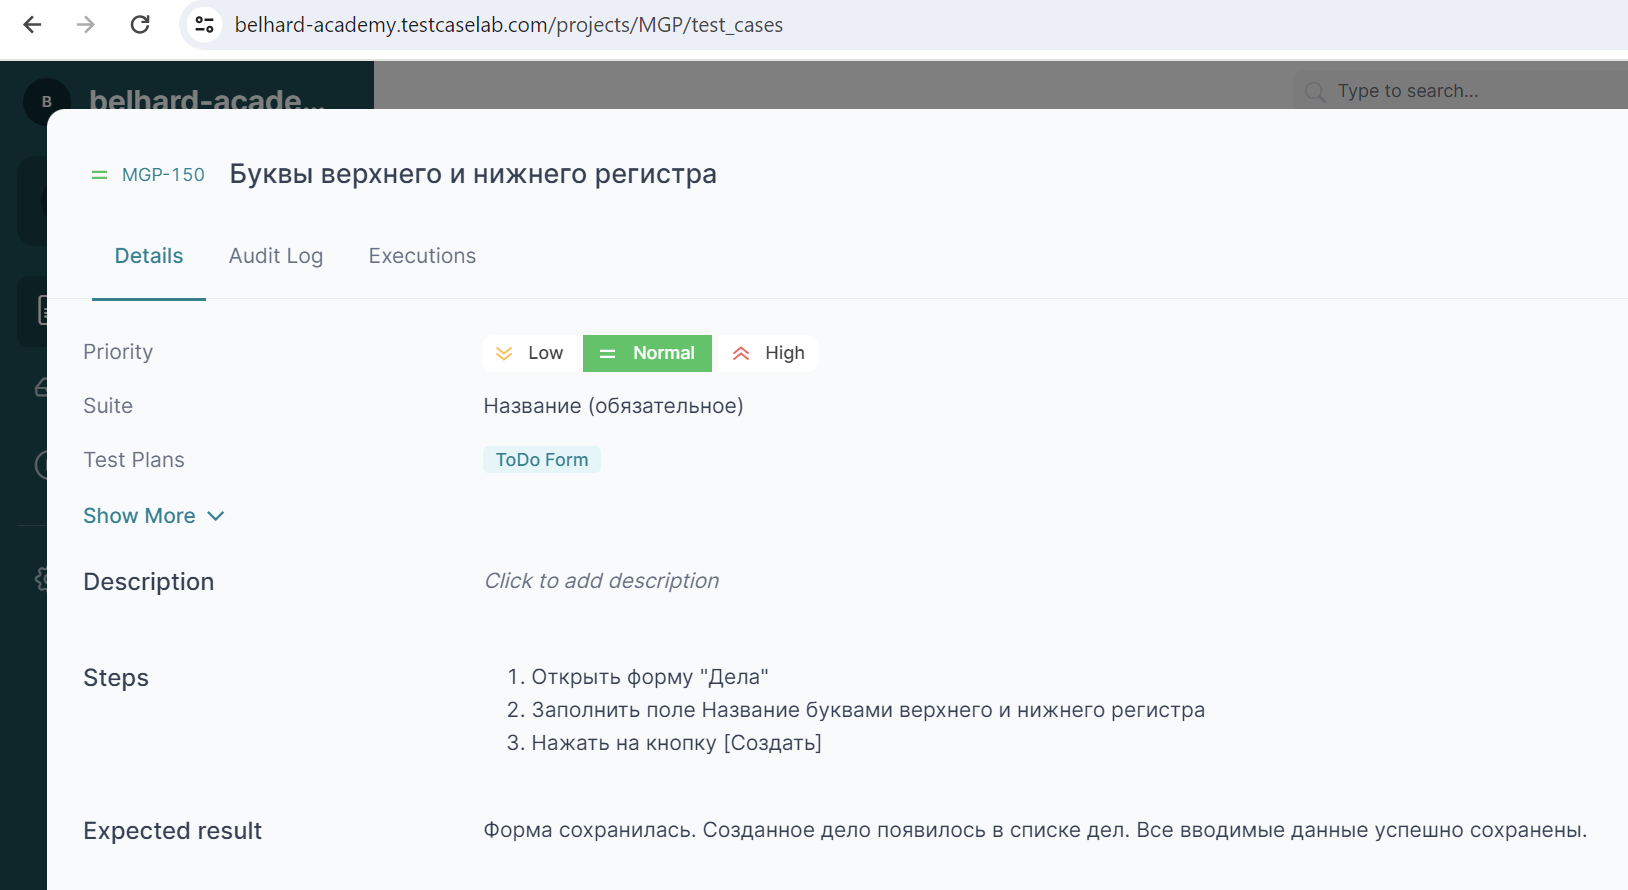 belhard-academy.testcaselab.com/projects/MGP/test_cases
B
belhard-acade...
Type to search...
MGP-150
Буквы верхнего и нижнего регистра
Details
Audit Log
Executions
Priority
Low
Normal
High
Suite
Название (обязательное)
Test Plans
ToDo Form
Show More
Description
Click to add description
Steps
1. Открыть форму "Дела"
2. Заполнить поле Название буквами верхнего и нижнего регистра
3. Нажать на кнопку [Создать]
Expected result
Форма сохранилась. Созданное дело появилось в списке дел. Все вводимые данные успешно сохранены.